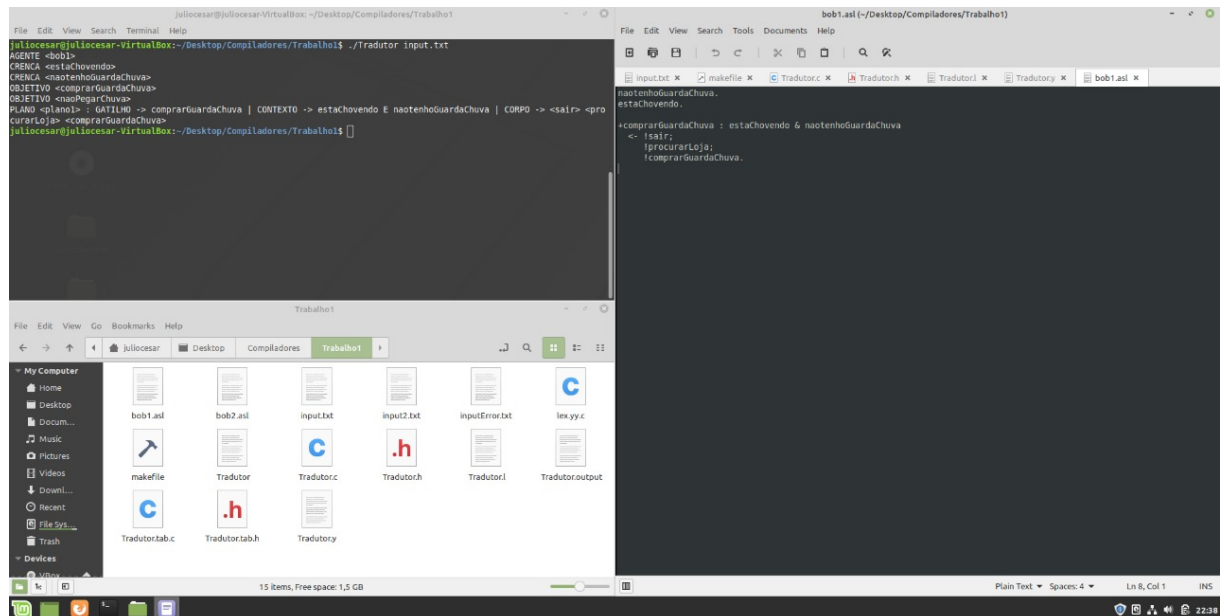 juliocesar@juliocesar-VirtualBox: ~/Desktop/Compiladores/Trabalho1
File Edit View Search Terminal Help
juliocesar@juliocesar-VirtualBox:~/Desktop/Compiladores/Trabalho1$ ./Tradutor input.txt
AGENTE <bob1>
CRENCA <estaChovendo>
CRENCA <naotenhoGuardaChuva>
OBJETIVO <comprarGuardaChuva>
OBJETIVO <naoPegarChuva>
PLANO <plano1> : GATILHO -> comprarGuardaChuva | CONTEXTO -> estaChovendo E naotenhoGuardaChuva | CORPO -> <sair> <pro
curarLoja> <comprarGuardaChuva>
juliocesar@juliocesar-VirtualBox:~/Desktop/Compiladores/Trabalho1$
Trabalho1
File Edit View Go Bookmarks Help
juliocesar Desktop Compiladores Trabalho1
My Computer
Home
Desktop
Docum...
Music
Pictures
Videos
Downl...
Recent
File Sys...
Trash
Devices
VBox...
bob1.asl bob2.asl input.txt input2.txt inputError.txt lex.yy.c
makefile Tradutor Tradutor.c Tradutor.h Tradutor.l Tradutor.output
Tradutor.tab.c Tradutor.tab.h Tradutor.y
15 items, Free space: 1,5 GB
bob1.asl (~/Desktop/Compiladores/Trabalho1)
File Edit View Search Tools Documents Help
input.txt makefile Tradutor.c Tradutor.h Tradutor.l Tradutor.y bob1.asl
naotenhoGuardaChuva.
estaChovendo.
+comprarGuardaChuva : estaChovendo & naotenhoGuardaChuva
<- !sair;
!procurarLoja;
!comprarGuardaChuva.
Plain Text Spaces: 4 Ln 8, Col 1 INS
22:38